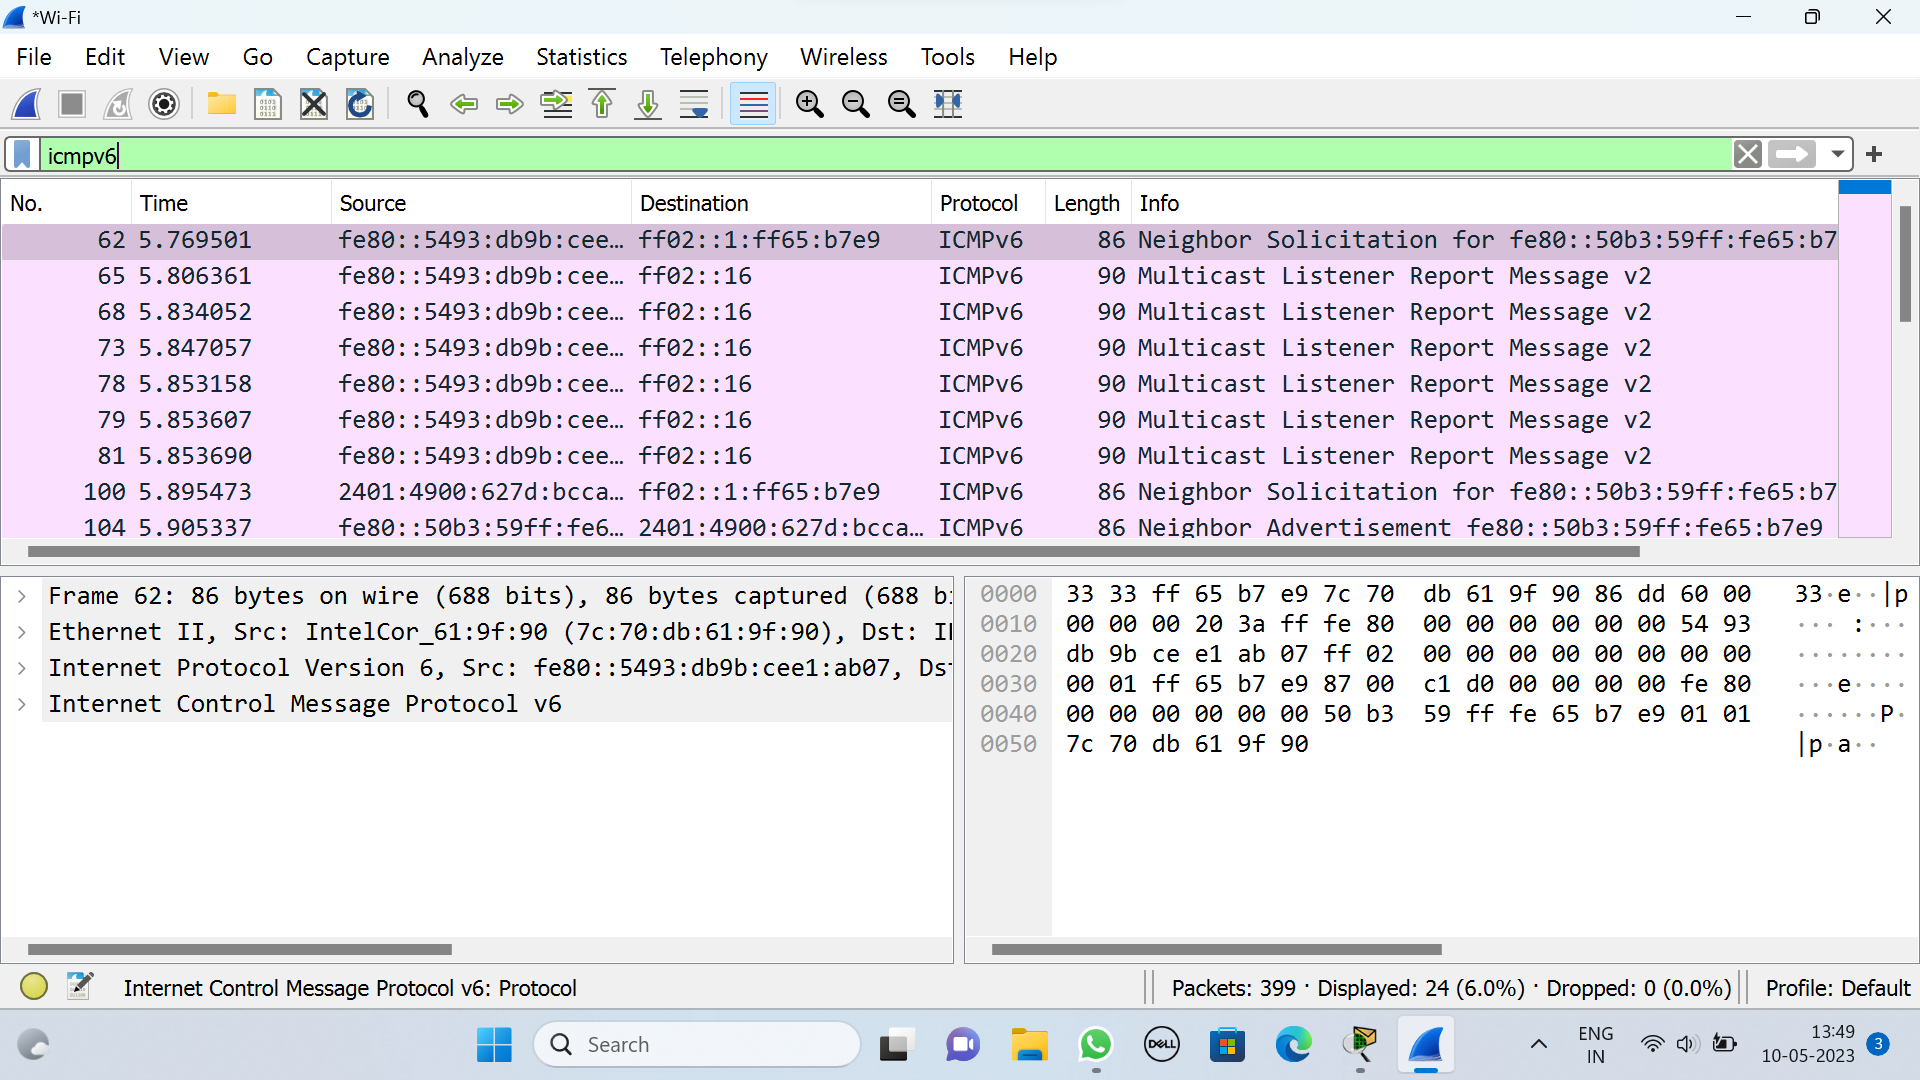 *Wi-Fi
File Edit View Go Capture Analyze Statistics Telephony Wireless Tools Help
icmpv6
No. Time Source Destination Protocol Length Info
62 5.769501 fe80::5493:db9b:cee… ff02::1:ff65:b7e9 ICMPv6 86 Neighbor Solicitation for fe80::50b3:59ff:fe65:b7
65 5.806361 fe80::5493:db9b:cee… ff02::16 ICMPv6 90 Multicast Listener Report Message v2
68 5.834052 fe80::5493:db9b:cee… ff02::16 ICMPv6 90 Multicast Listener Report Message v2
73 5.847057 fe80::5493:db9b:cee… ff02::16 ICMPv6 90 Multicast Listener Report Message v2
78 5.853158 fe80::5493:db9b:cee… ff02::16 ICMPv6 90 Multicast Listener Report Message v2
79 5.853607 fe80::5493:db9b:cee… ff02::16 ICMPv6 90 Multicast Listener Report Message v2
81 5.853690 fe80::5493:db9b:cee… ff02::16 ICMPv6 90 Multicast Listener Report Message v2
100 5.895473 2401:4900:627d:bcca… ff02::1:ff65:b7e9 ICMPv6 86 Neighbor Solicitation for fe80::50b3:59ff:fe65:b7
104 5.905337 fe80::50b3:59ff:fe6… 2401:4900:627d:bcca… ICMPv6 86 Neighbor Advertisement fe80::50b3:59ff:fe65:b7e9
Frame 62: 86 bytes on wire (688 bits), 86 bytes captured (688 b
Ethernet II, Src: IntelCor_61:9f:90 (7c:70:db:61:9f:90), Dst: I
Internet Protocol Version 6, Src: fe80::5493:db9b:cee1:ab07, Ds
Internet Control Message Protocol v6
0000 33 33 ff 65 b7 e9 7c 70 db 61 9f 90 86 dd 60 00 33·e··|p
0010 00 00 00 20 3a ff fe 80 00 00 00 00 00 00 54 93 ··· :···
0020 db 9b ce e1 ab 07 ff 02 00 00 00 00 00 00 00 00 ········
0030 00 01 ff 65 b7 e9 87 00 c1 d0 00 00 00 00 fe 80 ···e····
0040 00 00 00 00 00 00 50 b3 59 ff fe 65 b7 e9 01 01 ······P·
0050 7c 70 db 61 9f 90 |p·a··
Internet Control Message Protocol v6: Protocol
Packets: 399 · Displayed: 24 (6.0%) · Dropped: 0 (0.0%)
Profile: Default
Search
DELL
ENG
IN
13:49
10-05-2023
3